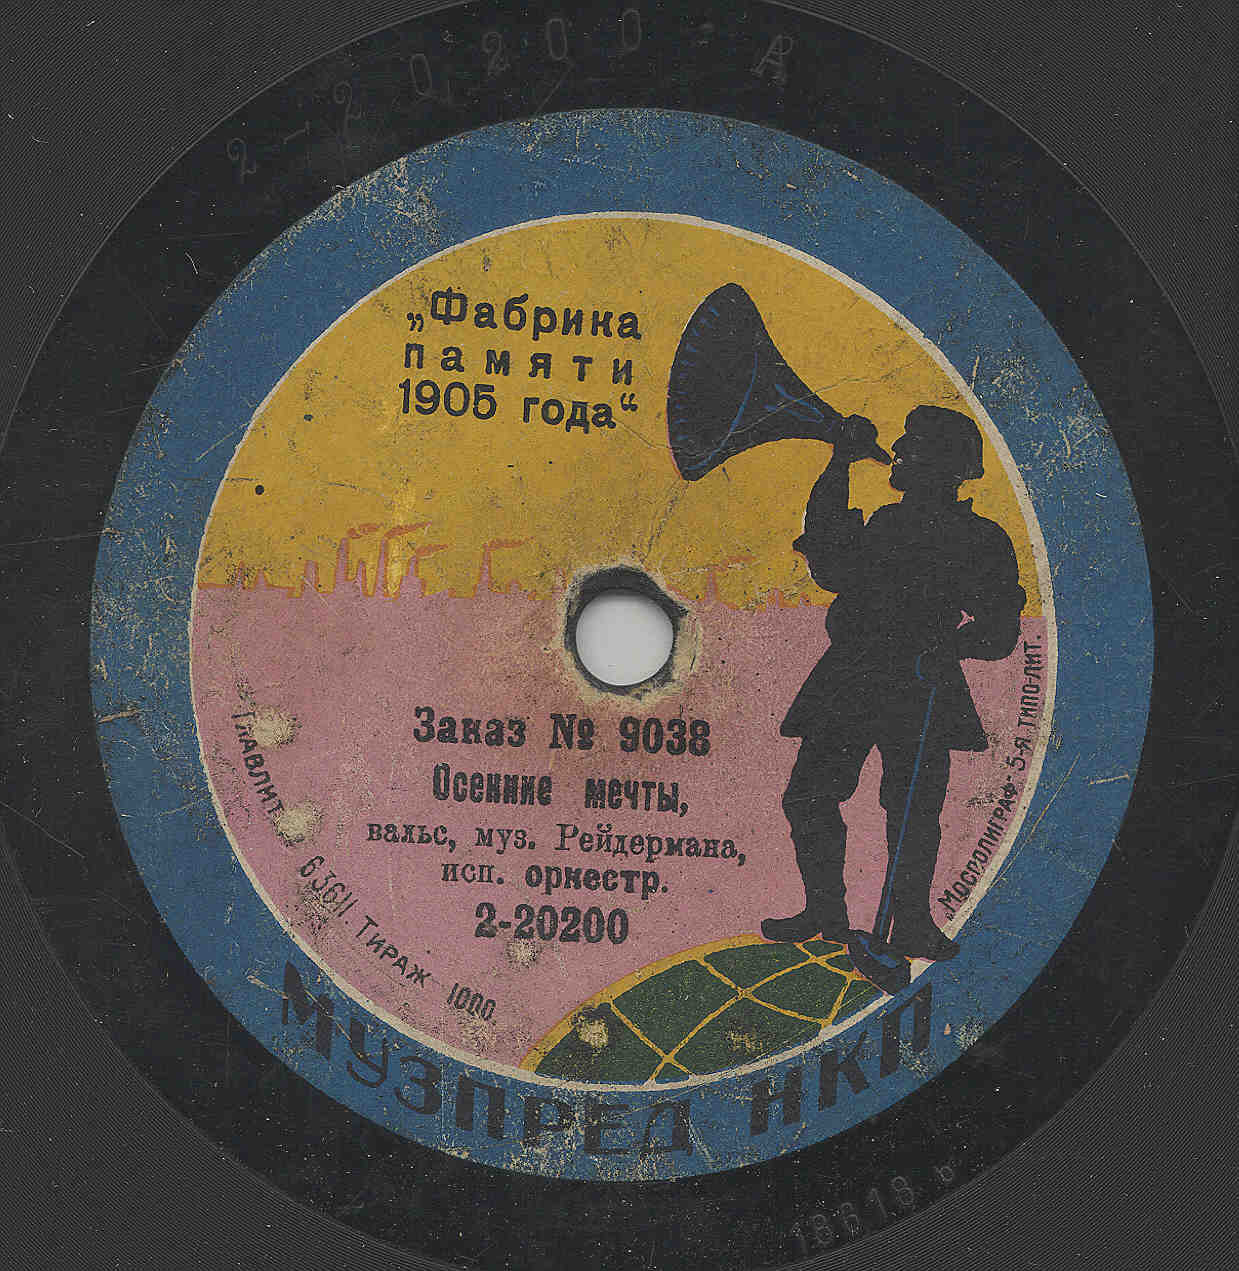 2-20200-A
„Фабрика
памяти
1905 года“
Заказ № 9038
Осенние мечты,
вальс, муз. Рейдермана,
исп. оркестр.
2-20200
Главлит 63611 Тираж 1000.
„Мосполиграф“ 5-я типо-лит.
Музпред НКП.
18618 b